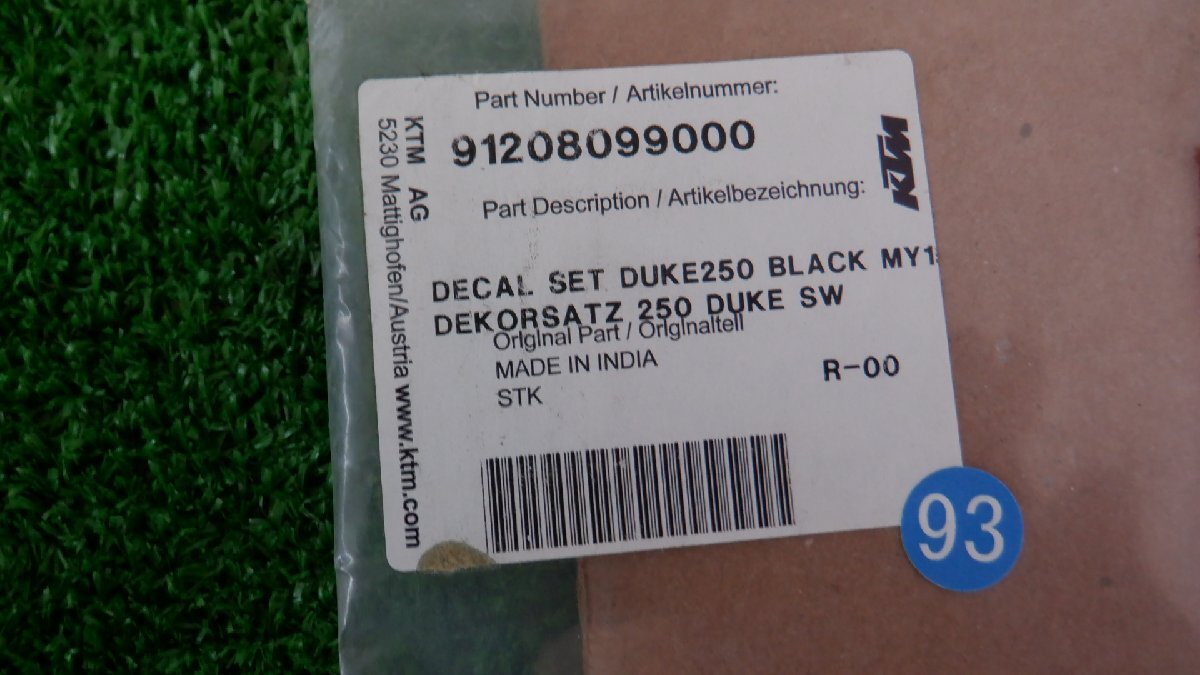 Part Number / Artikelnummer:
91208099000
Part Description / Artikelbezeichnung:
KTM
KTM AG
5230 Mattighofen/Austria www.ktm.com
DECAL SET DUKE250 BLACK MY1
DEKORSATZ 250 DUKE SW
Original Part / Originalteil
MADE IN INDIA
R-00
STK
93